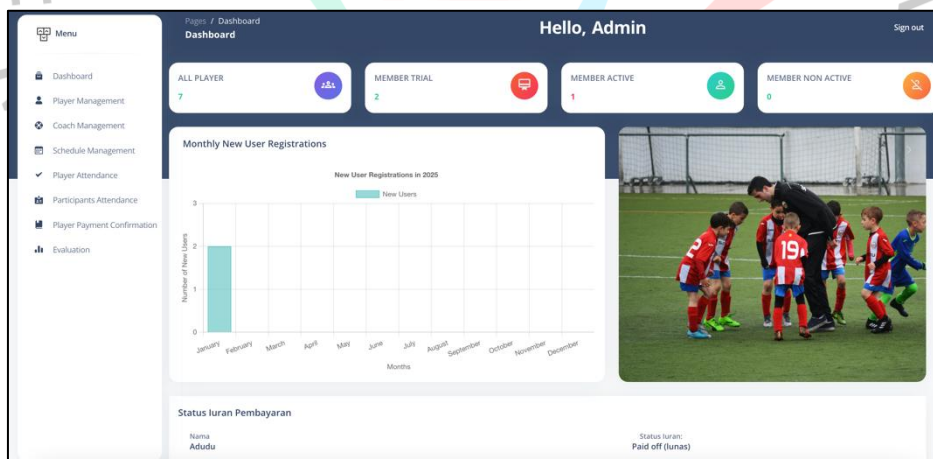 Menu
Pages / Dashboard
Dashboard
Hello, Admin
Sign out
Dashboard
Player Management
Coach Management
Schedule Management
Player Attendance
Participants Attendance
Player Payment Confirmation
Evaluation
ALL PLAYER
7
MEMBER TRIAL
2
MEMBER ACTIVE
1
MEMBER NON ACTIVE
0
Monthly New User Registrations
New User Registrations in 2025
New Users
Number of New Users
3
2
1
0
January February March April May June July August September October November December
Months
2
19
Status Iuran Pembayaran
Nama
Adudu
Status Iuran:
Paid off (lunas)